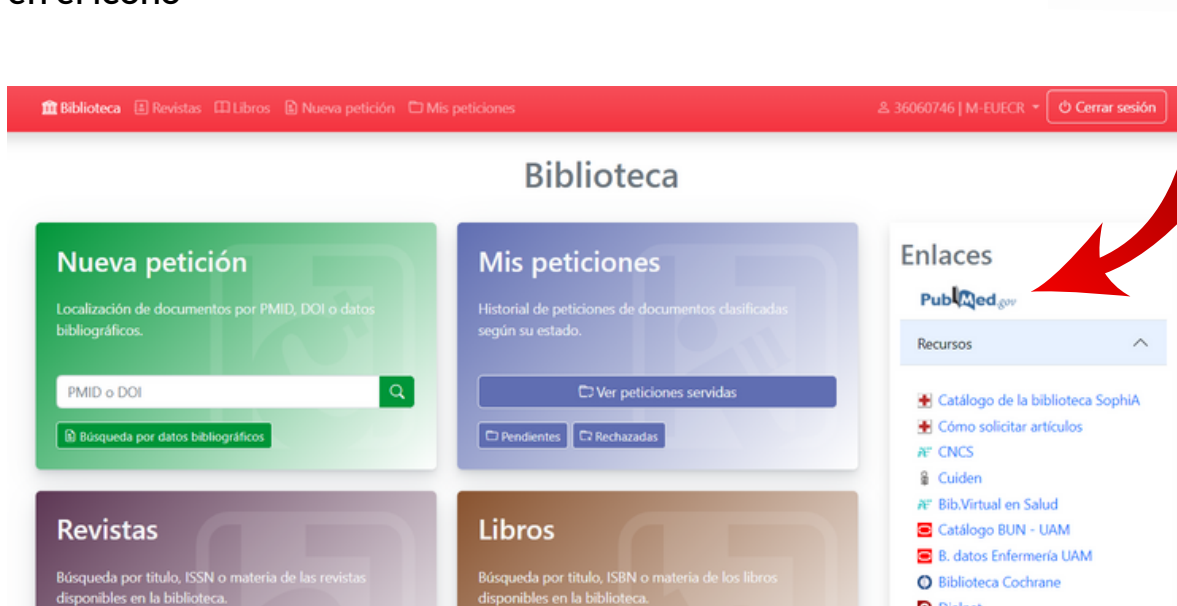 en el icono
Biblioteca Revistas Libros Nueva petición Mis peticiones
36060746 | M-EUECR Cerrar sesión
Biblioteca
Nueva petición
Localización de documentos por PMID, DOI o datos
bibliográficos.
PMID o DOI
Búsqueda por datos bibliográficos
Mis peticiones
Historial de peticiones de documentos clasificadas
según su estado.
Ver peticiones servidas
Pendientes Rechazadas
Revistas
Búsqueda por titulo, ISSN o materia de las revistas
disponibles en la biblioteca.
Libros
Búsqueda por titulo, ISBN o materia de los libros
disponibles en la biblioteca.
Enlaces
PubMed.gov
Recursos
Catálogo de la biblioteca SophiA
Cómo solicitar artículos
CNCS
Cuiden
Bib.Virtual en Salud
Catálogo BUN - UAM
B. datos Enfermería UAM
Biblioteca Cochrane